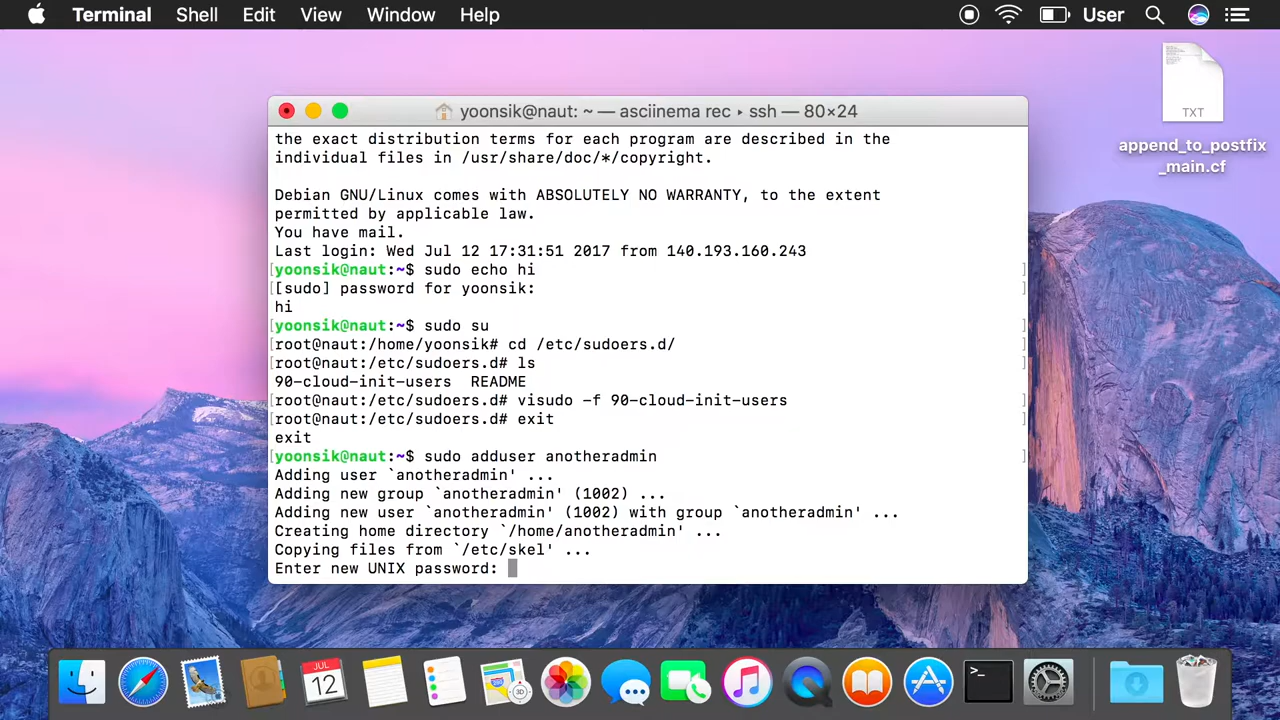 Terminal Shell Edit View Window Help User
TXT
append_to_postfix
_main.cf
yoonsik@naut: ~ — asciinema rec ▸ ssh — 80×24
the exact distribution terms for each program are described in the
individual files in /usr/share/doc/*/copyright.
Debian GNU/Linux comes with ABSOLUTELY NO WARRANTY, to the extent
permitted by applicable law.
You have mail.
Last login: Wed Jul 12 17:31:51 2017 from 140.193.160.243
[yoonsik@naut:~$ sudo echo hi ]
[[sudo] password for yoonsik: ]
hi
[yoonsik@naut:~$ sudo su ]
[root@naut:/home/yoonsik# cd /etc/sudoers.d/ ]
[root@naut:/etc/sudoers.d# ls ]
90-cloud-init-users README
[root@naut:/etc/sudoers.d# visudo -f 90-cloud-init-users ]
[root@naut:/etc/sudoers.d# exit ]
exit
[yoonsik@naut:~$ sudo adduser anotheradmin ]
Adding user `anotheradmin' ...
Adding new group `anotheradmin' (1002) ...
Adding new user `anotheradmin' (1002) with group `anotheradmin' ...
Creating home directory `/home/anotheradmin' ...
Copying files from `/etc/skel' ...
Enter new UNIX password:
JUL
12
3D
>_